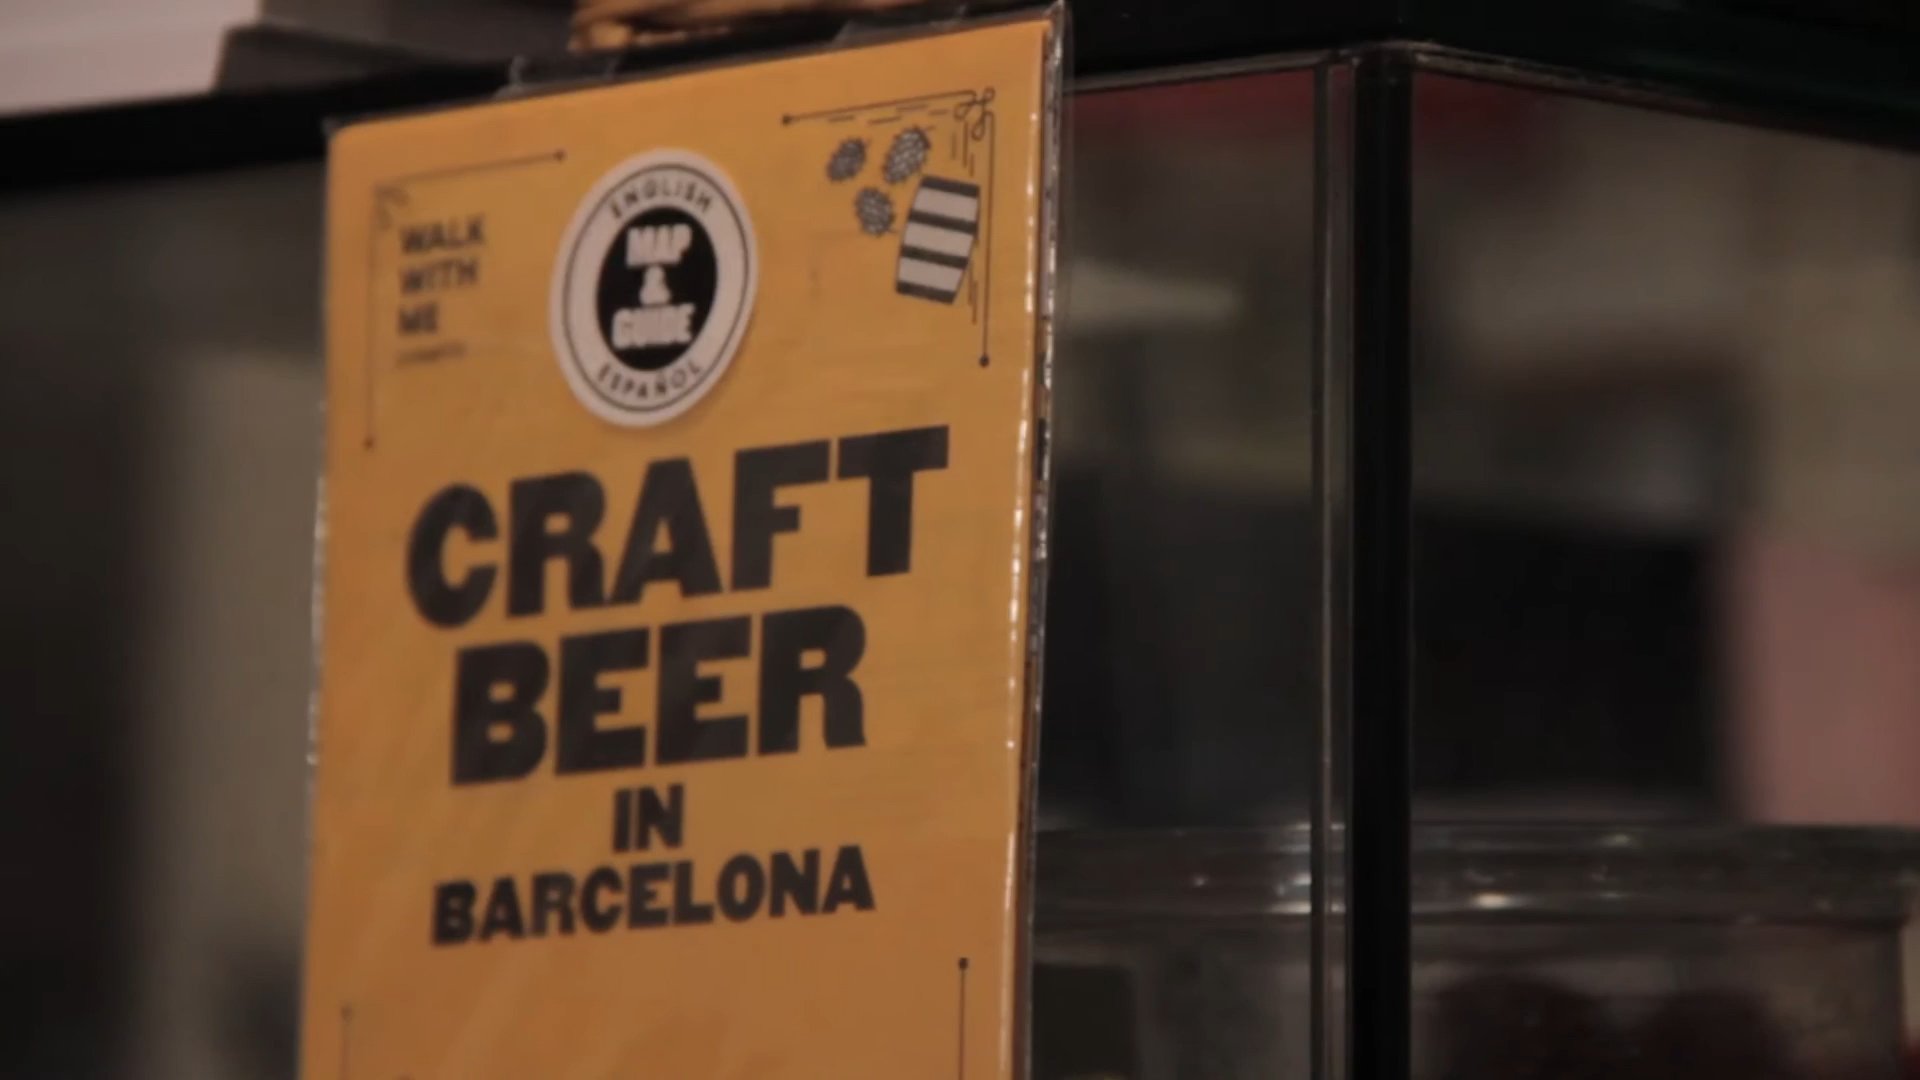 WALK
WITH
ME
ENGLISH
MAP
&
GUIDE
ESPAÑOL
CRAFT
BEER
IN
BARCELONA